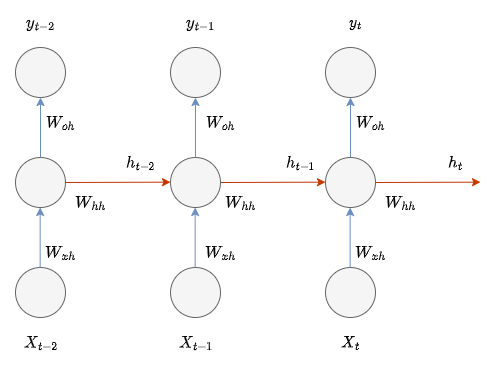 y_{t-2} y_{t-1} y_t
W_{oh} W_{oh} W_{oh}
h_{t-2} h_{t-1} h_t
W_{hh} W_{hh} W_{hh}
W_{xh} W_{xh} W_{xh}
X_{t-2} X_{t-1} X_t